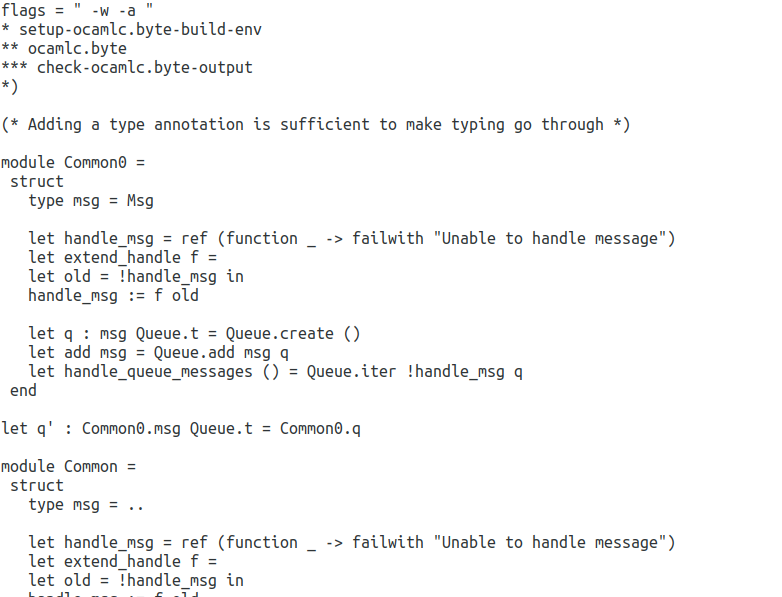 flags = " -w -a "
* setup-ocamlc.byte-build-env
** ocamlc.byte
*** check-ocamlc.byte-output
*)

(* Adding a type annotation is sufficient to make typing go through *)

module Common0 =
 struct
   type msg = Msg

   let handle_msg = ref (function _ -> failwith "Unable to handle message")
   let extend_handle f =
   let old = !handle_msg in
   handle_msg := f old

   let q : msg Queue.t = Queue.create ()
   let add msg = Queue.add msg q
   let handle_queue_messages () = Queue.iter !handle_msg q
 end

let q' : Common0.msg Queue.t = Common0.q

module Common =
 struct
   type msg = ..

   let handle_msg = ref (function _ -> failwith "Unable to handle message")
   let extend_handle f =
   let old = !handle_msg in
   handle_msg := f old